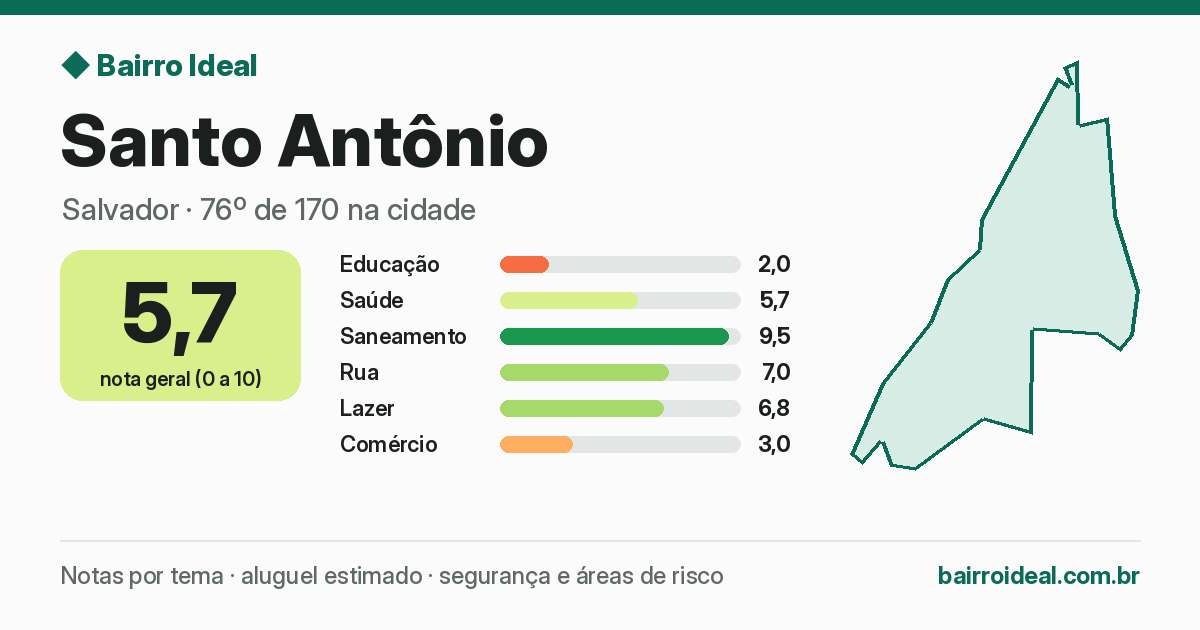 Bairro Ideal
Santo Antônio
Salvador · 76º de 170 na cidade
5,7
nota geral (0 a 10)
Educação 2,0
Saúde 5,7
Saneamento 9,5
Rua 7,0
Lazer 6,8
Comércio 3,0
Notas por tema · aluguel estimado · segurança e áreas de risco
bairroideal.com.br